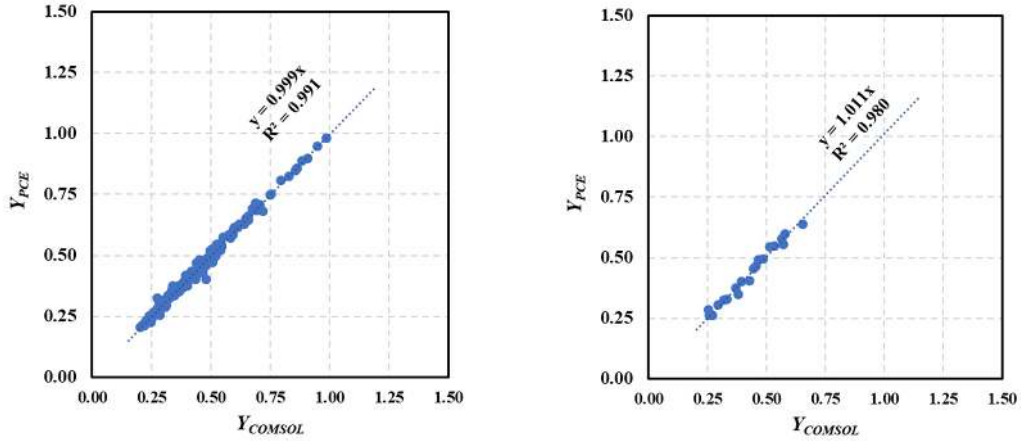 1.50
1.25
1.00
0.75
0.50
0.25
0.00
Y_PCE
y = 0.999x
R² = 0.991
0.00 0.25 0.50 0.75 1.00 1.25 1.50
Y_COMSOL
1.50
1.25
1.00
0.75
0.50
0.25
0.00
Y_PCE
y = 1.011x
R² = 0.980
0.00 0.25 0.50 0.75 1.00 1.25 1.50
Y_COMSOL